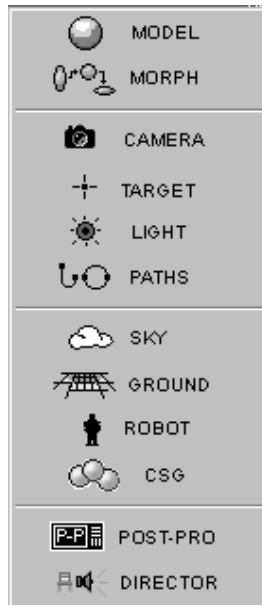 MODEL
MORPH
CAMERA
TARGET
LIGHT
PATHS
SKY
GROUND
ROBOT
CSG
P-P POST-PRO
DIRECTOR